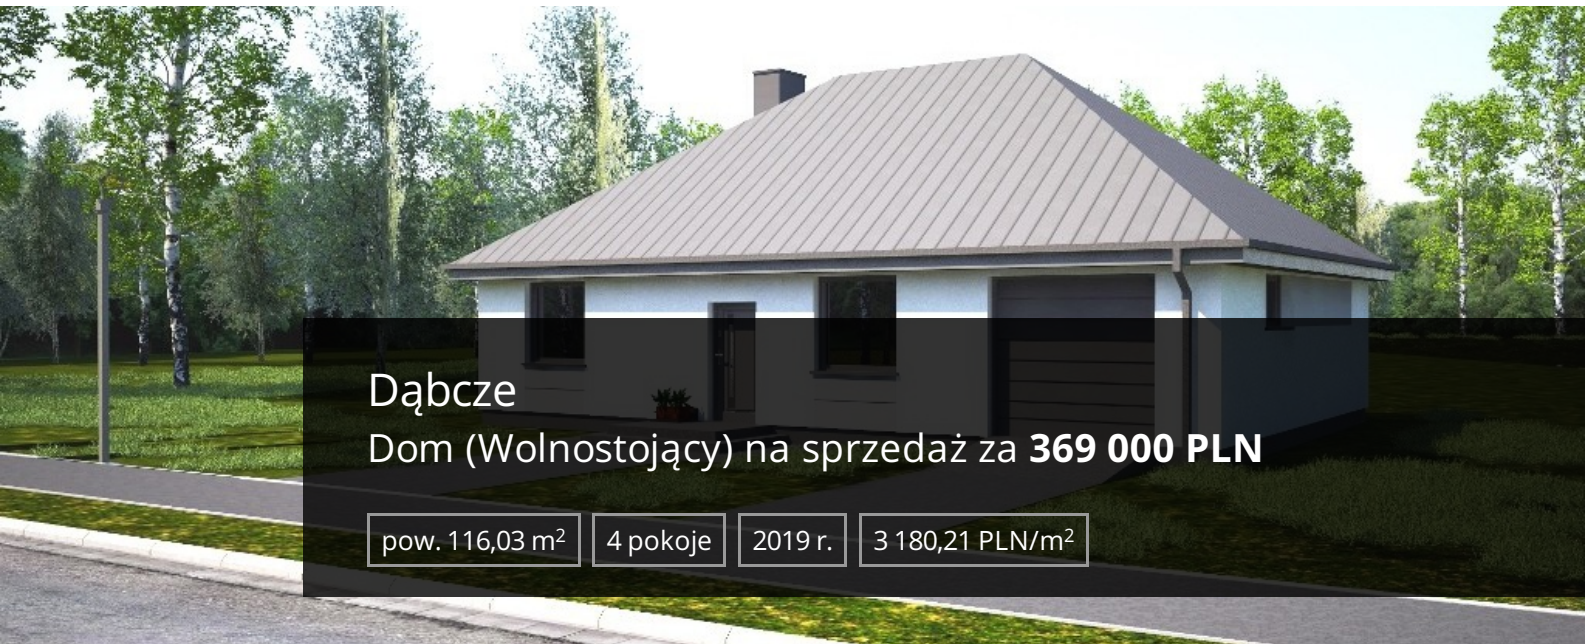 Dąbcze
Dom (Wolnostojący) na sprzedaż za 369 000 PLN
pow. 116,03 m² 4 pokoje 2019 r. 3 180,21 PLN/m²